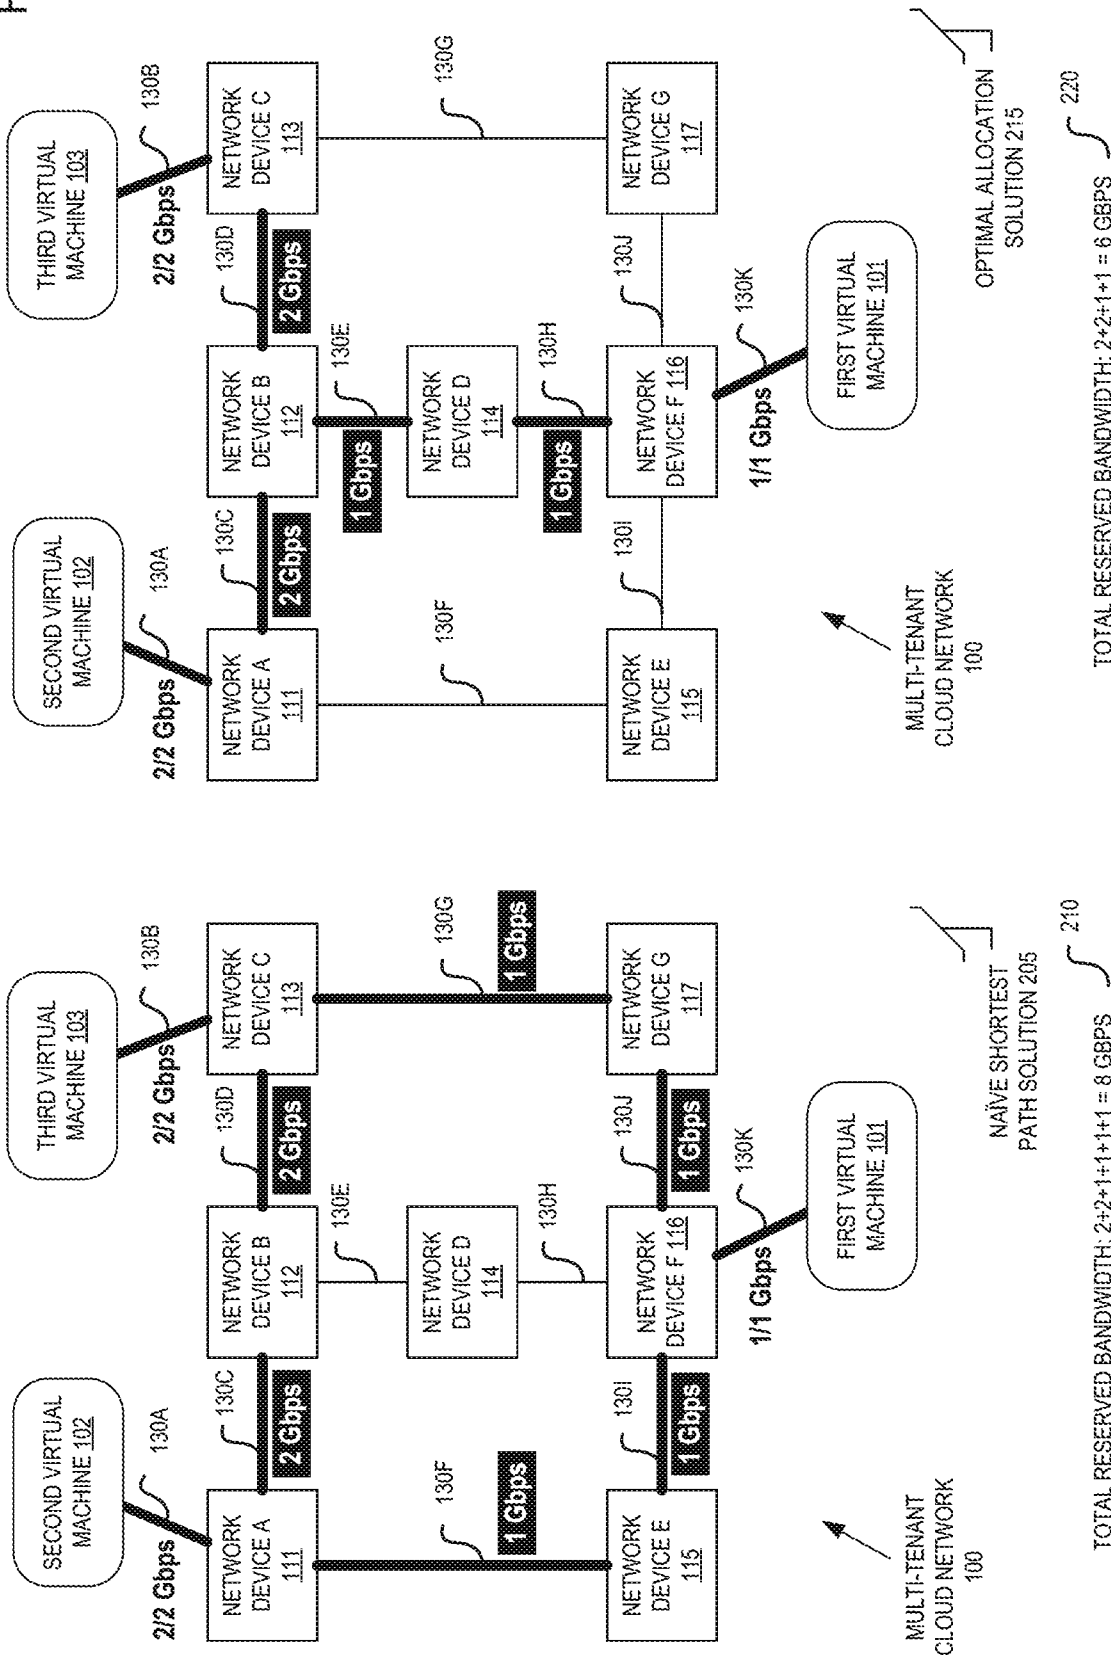 SECOND VIRTUAL
MACHINE 102
THIRD VIRTUAL
MACHINE 103
2/2 Gbps
130A
2/2 Gbps
130B
NETWORK
DEVICE A
111
130C
2 Gbps
NETWORK
DEVICE B
112
130D
2 Gbps
NETWORK
DEVICE C
113
130F
1 Gbps
130E
130G
1 Gbps
NETWORK
DEVICE D
114
130H
NETWORK
DEVICE E
115
130I
1 Gbps
NETWORK
DEVICE F 116
130J
1 Gbps
NETWORK
DEVICE G
117
1/1 Gbps
130K
FIRST VIRTUAL
MACHINE 101
MULTI-TENANT
CLOUD NETWORK
100
NAÏVE SHORTEST
PATH SOLUTION 205
TOTAL RESERVED BANDWIDTH: 2+2+1+1+1+1 = 8 GBPS
210
SECOND VIRTUAL
MACHINE 102
THIRD VIRTUAL
MACHINE 103
2/2 Gbps
130A
2/2 Gbps
130B
NETWORK
DEVICE A
111
130C
2 Gbps
NETWORK
DEVICE B
112
130D
2 Gbps
NETWORK
DEVICE C
113
130F
1 Gbps
130E
130G
NETWORK
DEVICE D
114
1 Gbps
130H
NETWORK
DEVICE E
115
130I
NETWORK
DEVICE F 116
130J
NETWORK
DEVICE G
117
1/1 Gbps
130K
FIRST VIRTUAL
MACHINE 101
MULTI-TENANT
CLOUD NETWORK
100
OPTIMAL ALLOCATION
SOLUTION 215
TOTAL RESERVED BANDWIDTH: 2+2+1+1 = 6 GBPS
220